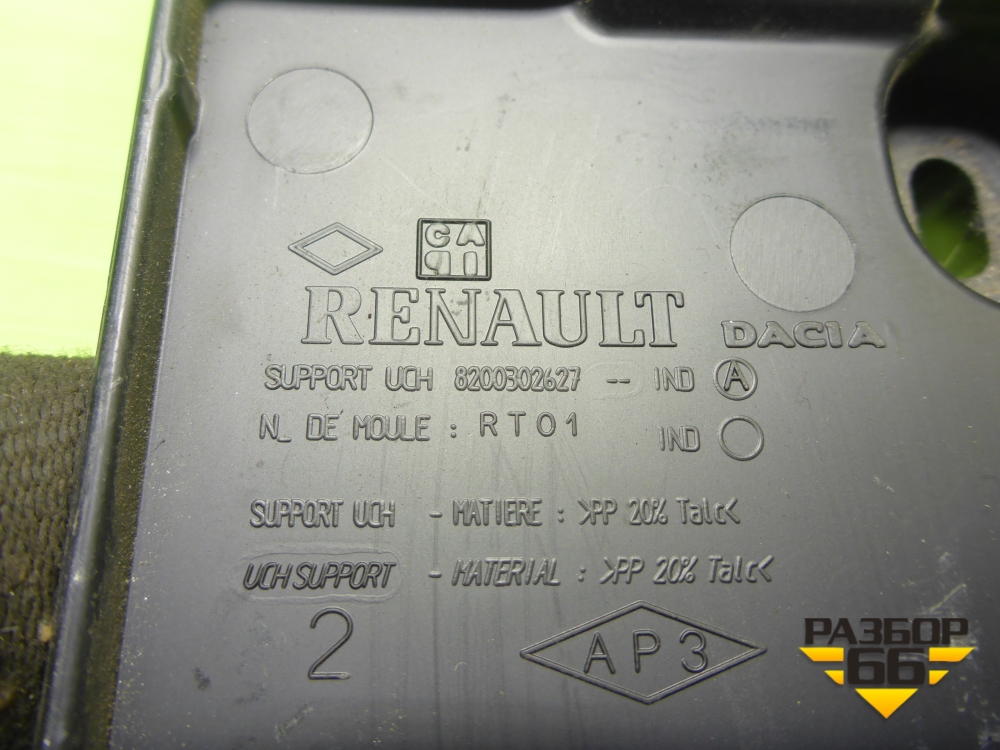 RENAULT
DACIA
SUPPORT UCH 8200302627 -- IND A
N_ DE MOULE : RT01 IND
SUPPORT UCH - MATIERE : >PP 20% Talc<
UCH SUPPORT - MATERIAL : >PP 20% Talc<
2
AP3
РАЗБОР
66